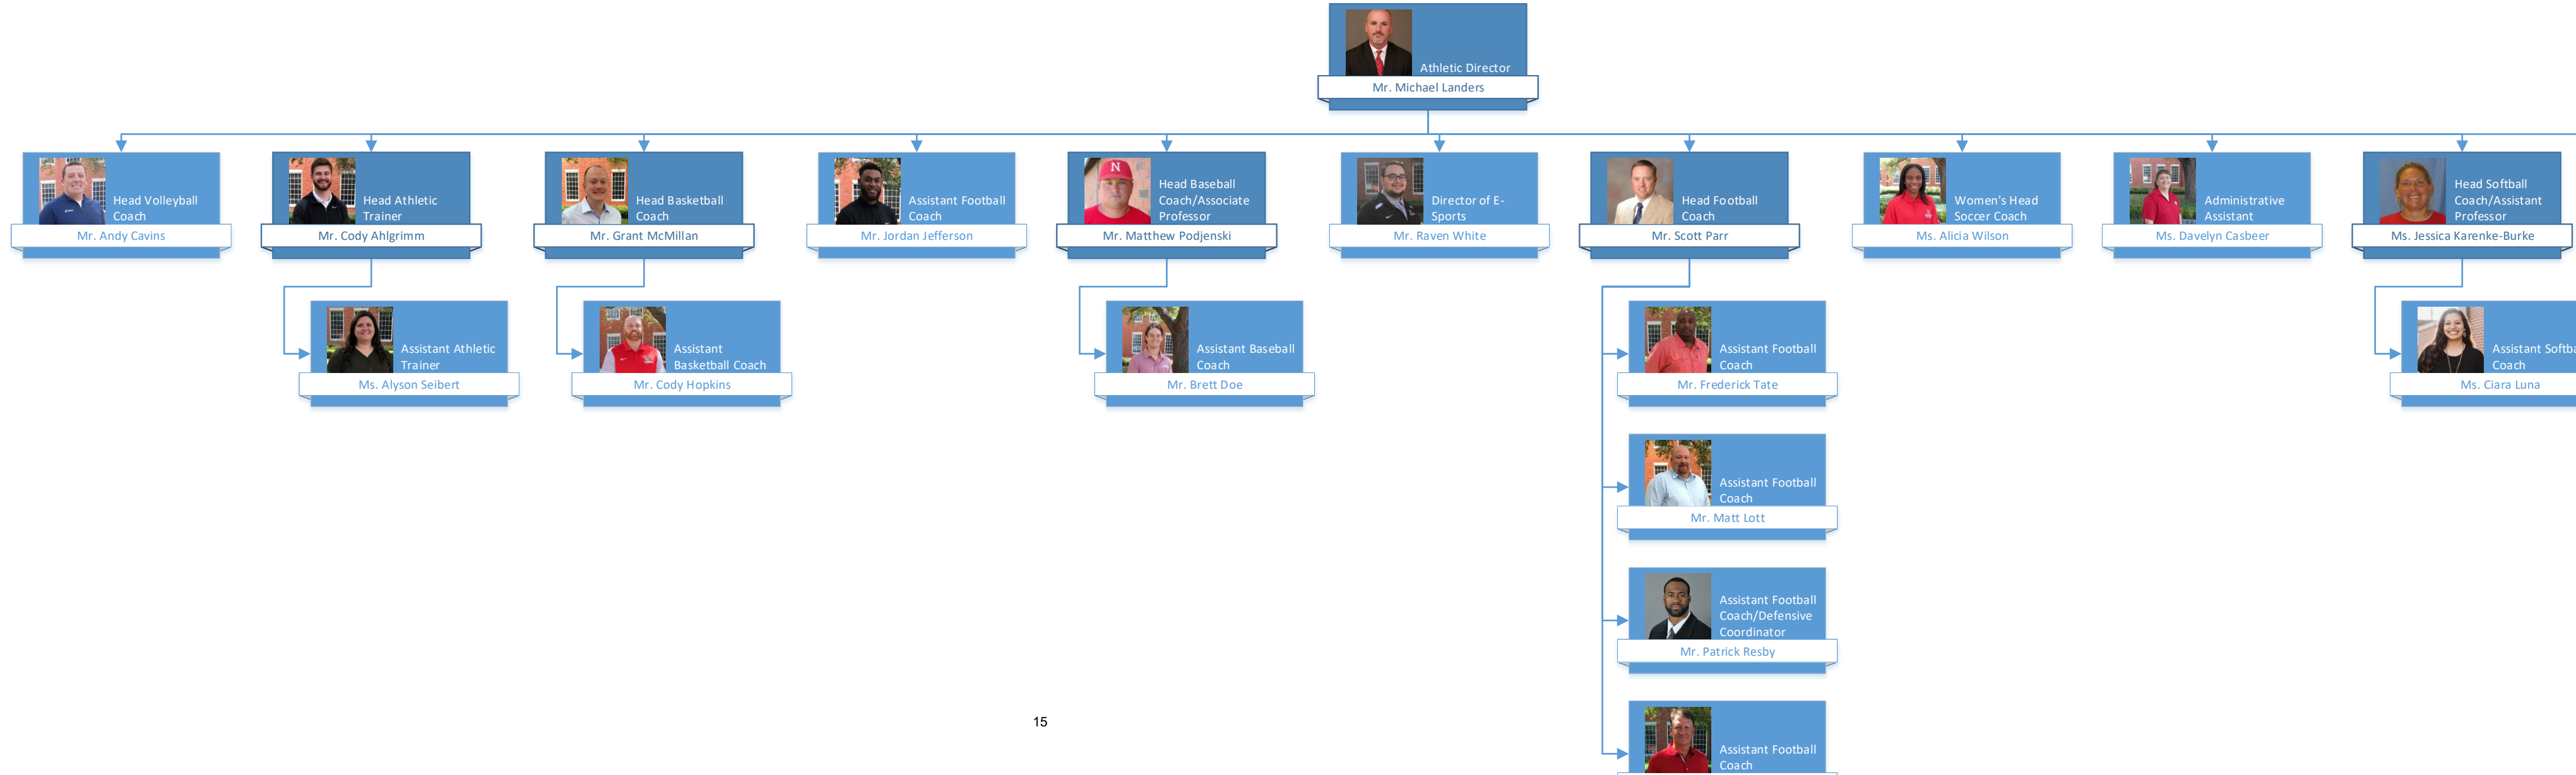 Athletic Director
Mr. Michael Landers
Head Volleyball
Coach
Mr. Andy Cavins
Head Athletic
Trainer
Mr. Cody Ahlgrimm
Head Basketball
Coach
Mr. Grant McMillan
Assistant Football
Coach
Mr. Jordan Jefferson
N
Head Baseball
Coach/Associate
Professor
Mr. Matthew Podjenski
Director of E-
Sports
Mr. Raven White
Head Football
Coach
Mr. Scott Parr
Women's Head
Soccer Coach
Ms. Alicia Wilson
Administrative
Assistant
Ms. Davelyn Casbeer
Head Softball
Coach/Assistant
Professor
Ms. Jessica Karenke-Burke
Assistant Athletic
Trainer
Ms. Alyson Seibert
Assistant
Basketball Coach
Mr. Cody Hopkins
Assistant Baseball
Coach
Mr. Brett Doe
Assistant Football
Coach
Mr. Frederick Tate
Assistant Softba
Coach
Ms. Ciara Luna
Assistant Football
Coach
Mr. Matt Lott
Assistant Football
Coach/Defensive
Coordinator
Mr. Patrick Resby
Assistant Football
Coach
15